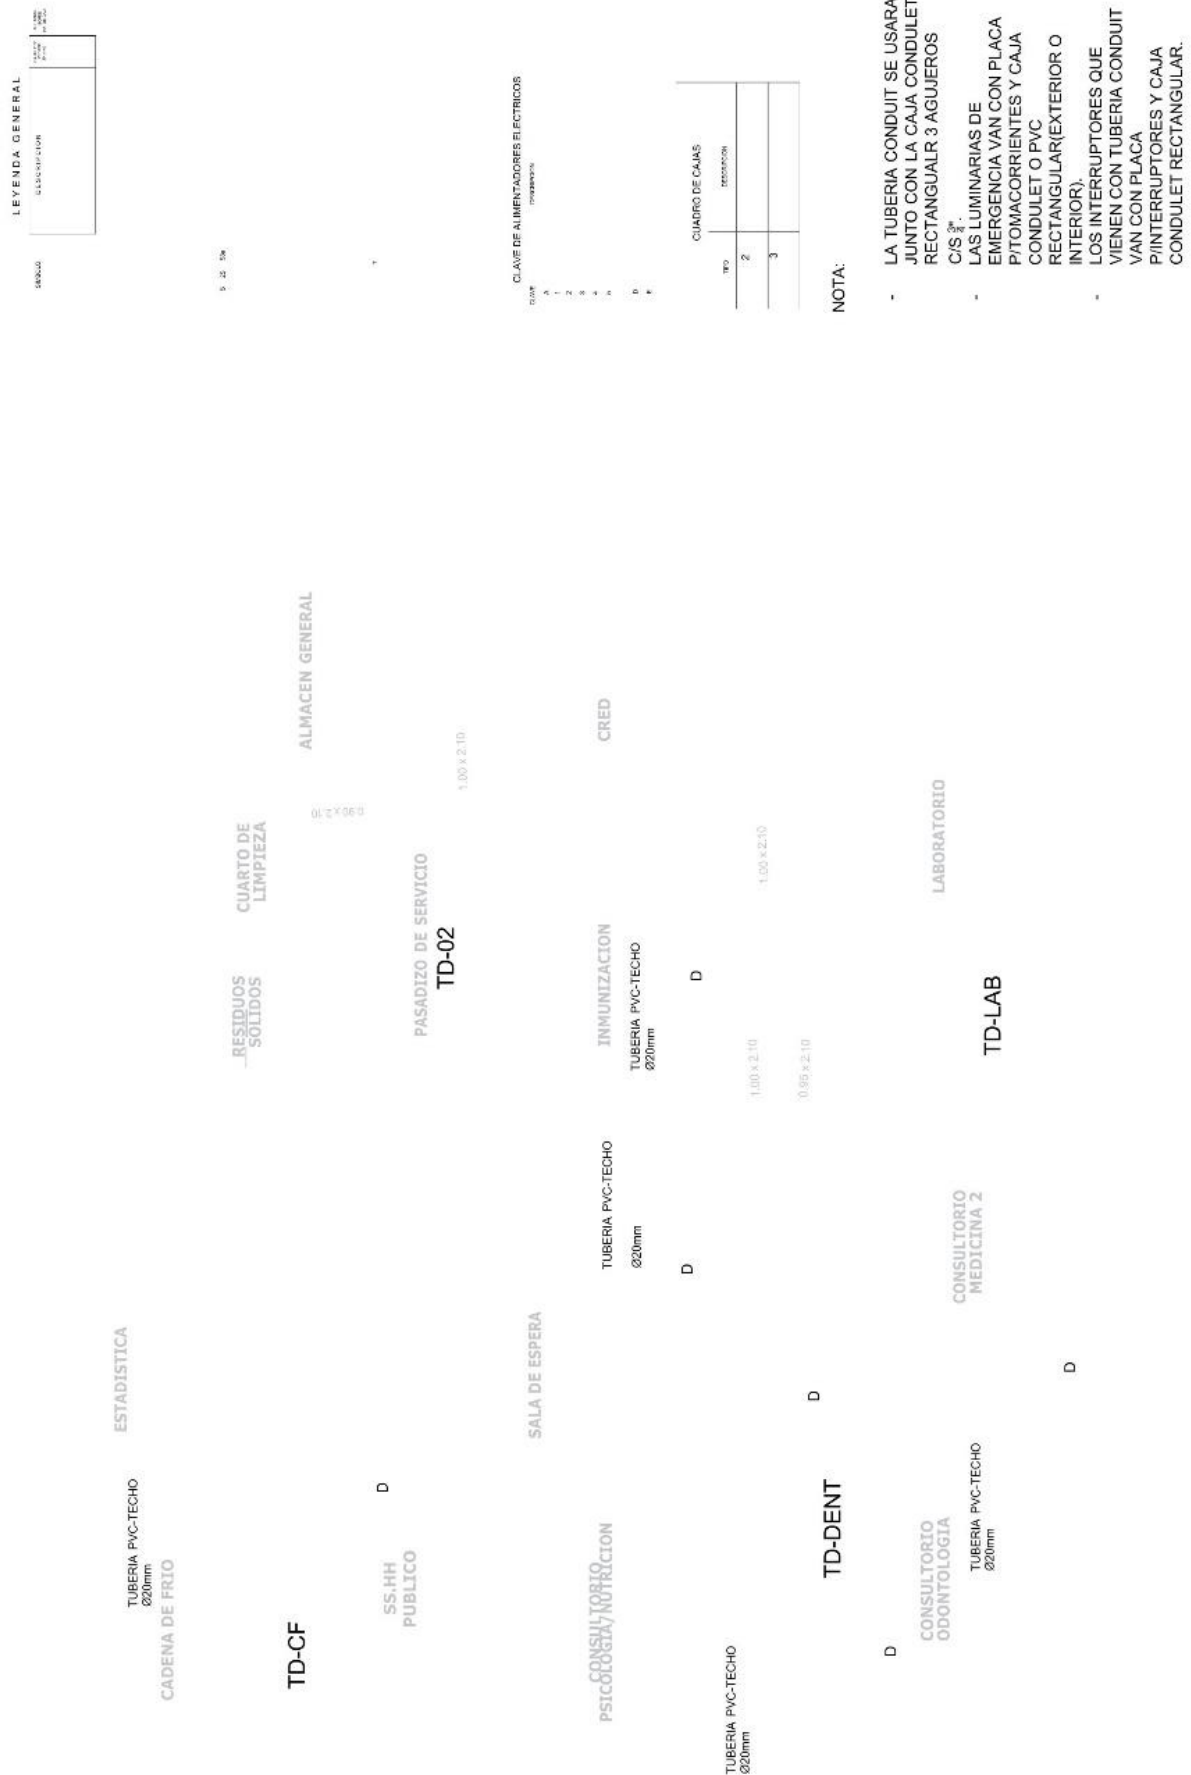 LEYENDA GENERAL
DESCRIPCION
SIMBOLO
CLAVE DE ALIMENTADORES ELECTRICOS
CLAVE
DESCRIPCION
CUADRO DE CAJAS
TIPO
DESCRIPCION
2
3
NOTA:
- LA TUBERIA CONDUIT SE USARA
JUNTO CON LA CAJA CONDULET
RECTANGUALR 3 AGUJEROS
C/S 3"/4.
- LAS LUMINARIAS DE
EMERGENCIA VAN CON PLACA
P/TOMACORRIENTES Y CAJA
CONDULET O PVC
RECTANGULAR(EXTERIOR O
INTERIOR).
- LOS INTERRUPTORES QUE
VIENEN CON TUBERIA CONDUIT
VAN CON PLACA
P/INTERRUPTORES Y CAJA
CONDULET RECTANGULAR.
ESTADISTICA
TUBERIA PVC-TECHO
Ø20mm
CADENA DE FRIO
RESIDUOS
SOLIDOS
CUARTO DE
LIMPIEZA
ALMACEN GENERAL
0.90 x 2.10
TD-CF
SS.HH
PUBLICO
D
PASADIZO DE SERVICIO
TD-02
1.00 x 2.10
SALA DE ESPERA
CONSULTORIO
PSICOLOGIA/NUTRICION
TUBERIA PVC-TECHO
Ø20mm
D
INMUNIZACION
TUBERIA PVC-TECHO
Ø20mm
D
CRED
1.00 x 2.10
1.00 x 2.10
0.95 x 2.10
TUBERIA PVC-TECHO
Ø20mm
TD-DENT
D
D
CONSULTORIO
ODONTOLOGIA
TUBERIA PVC-TECHO
Ø20mm
CONSULTORIO
MEDICINA 2
D
TD-LAB
LABORATORIO